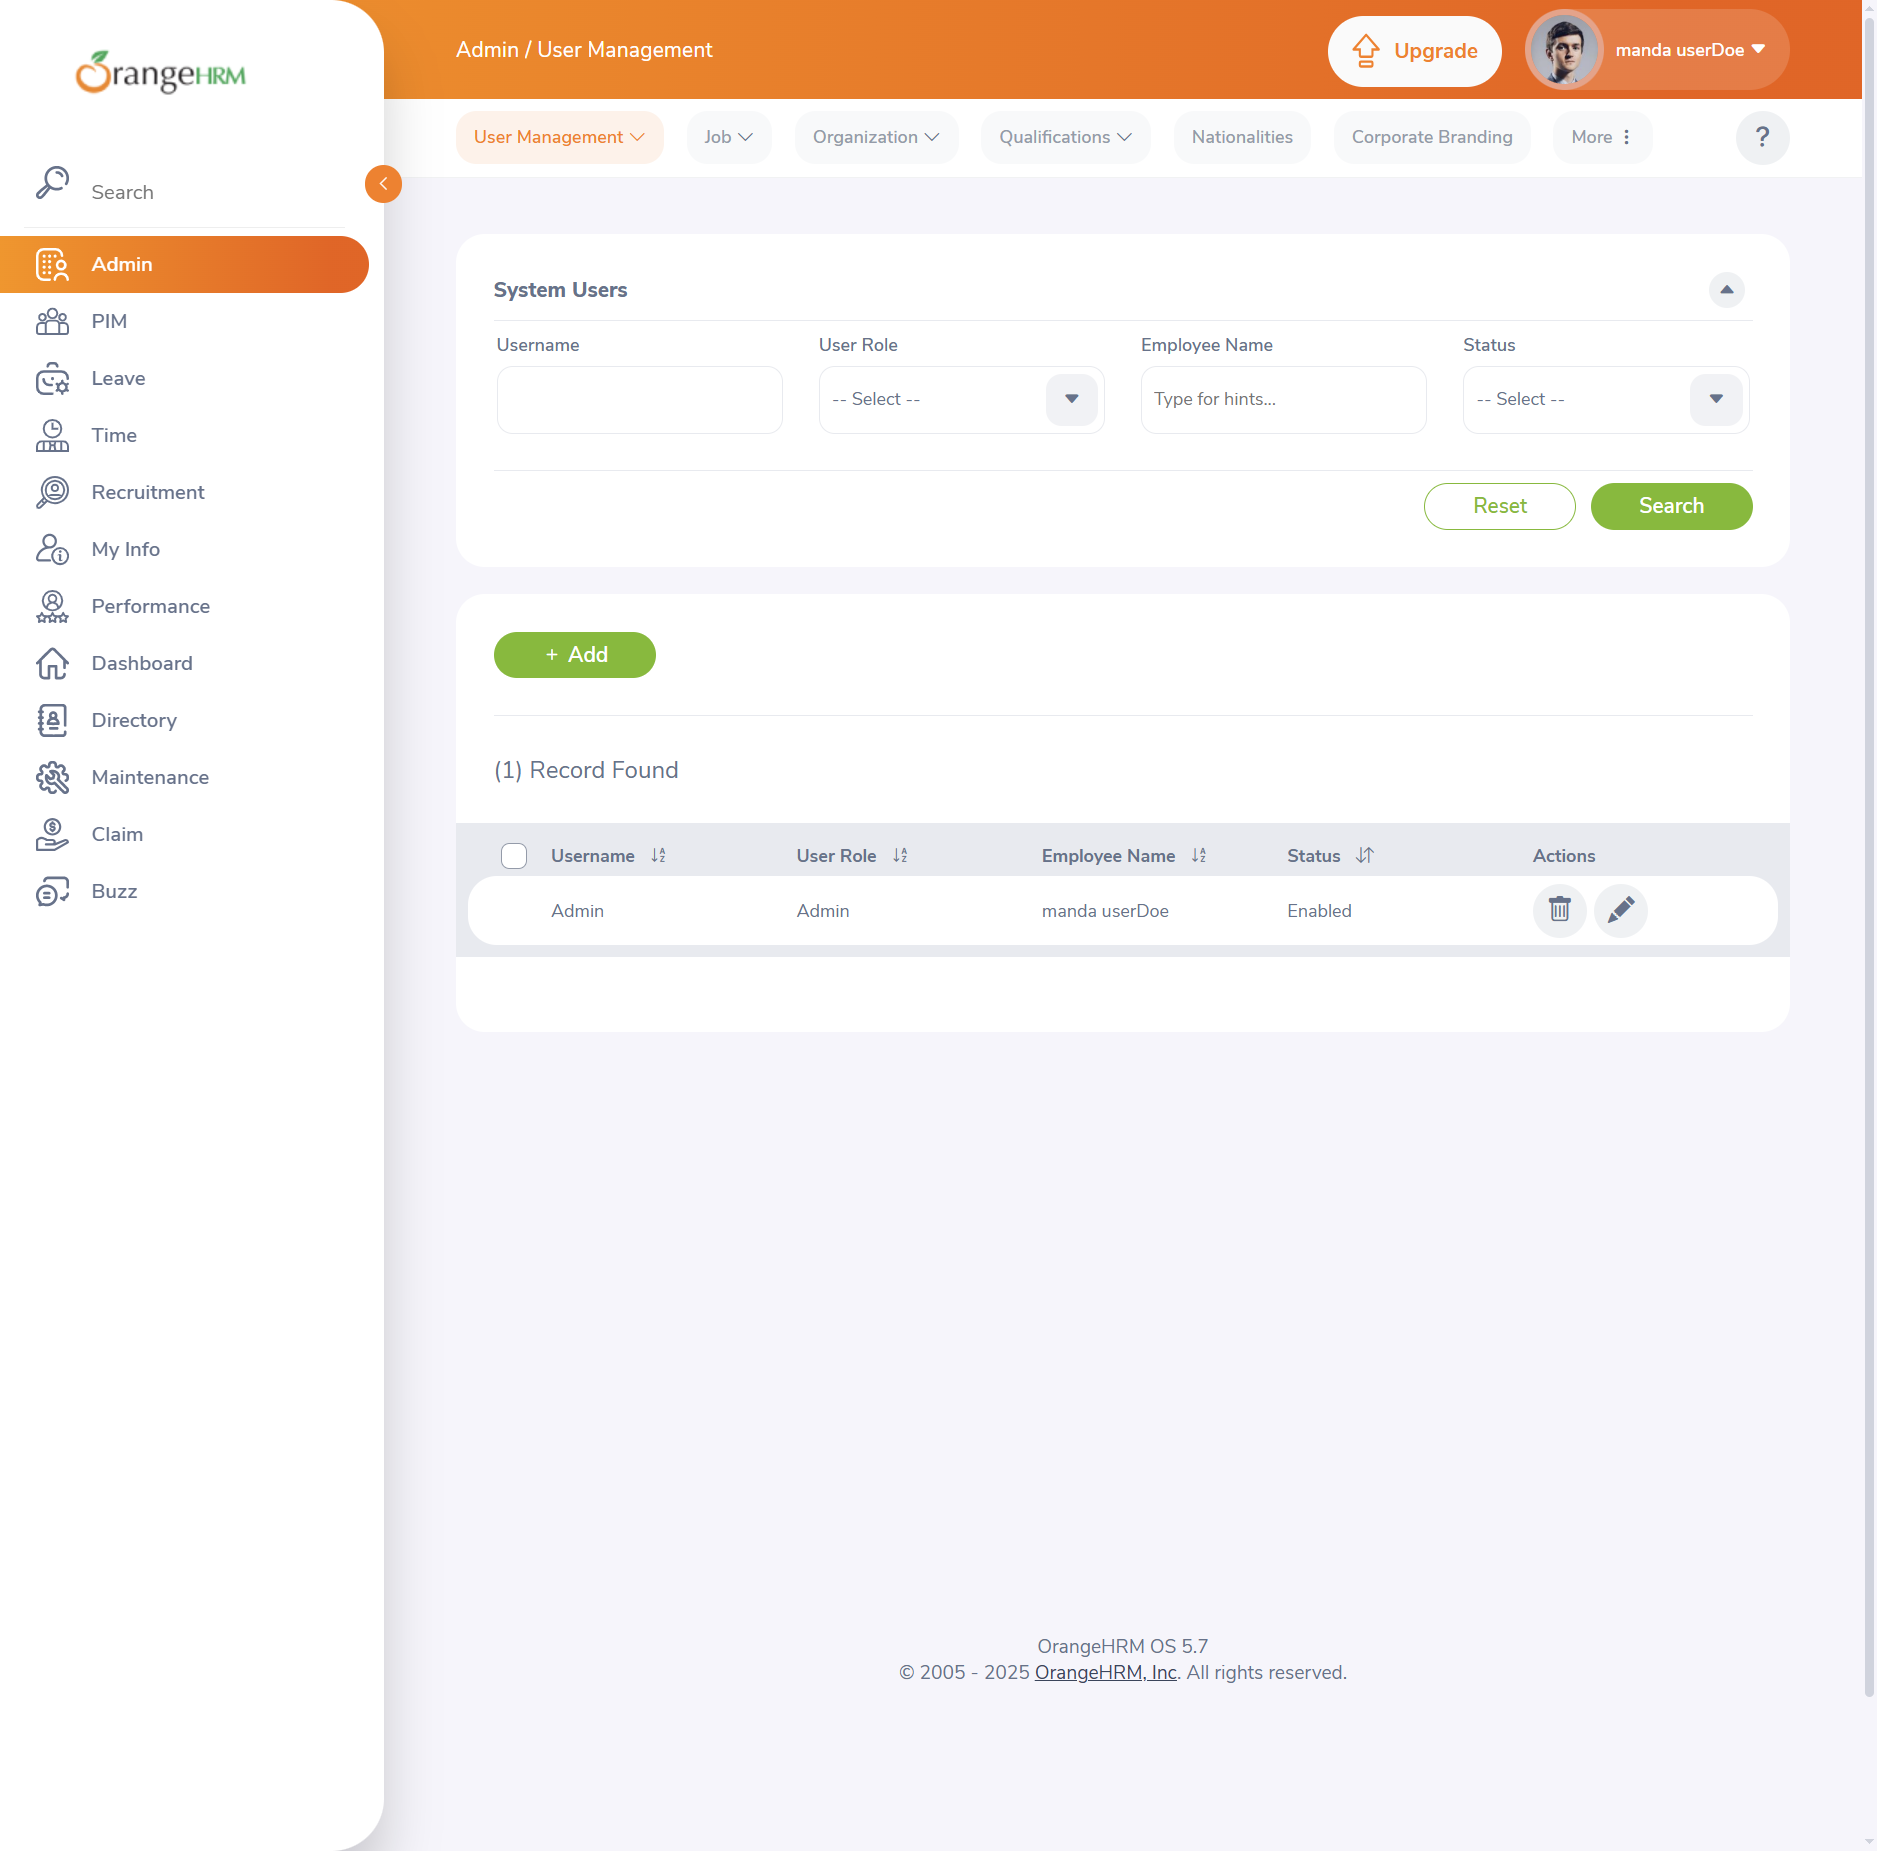 OrangeHRM
Search
Admin
PIM
Leave
Time
Recruitment
My Info
Performance
Dashboard
Directory
Maintenance
Claim
Buzz
Admin / User Management
Upgrade
manda userDoe
User Management
Job
Organization
Qualifications
Nationalities
Corporate Branding
More
?
System Users
Username
User Role
Employee Name
Status
-- Select --
Type for hints...
-- Select --
Reset
Search
+ Add
(1) Record Found
Username
User Role
Employee Name
Status
Actions
Admin
Admin
manda userDoe
Enabled
OrangeHRM OS 5.7
© 2005 - 2025 OrangeHRM, Inc. All rights reserved.